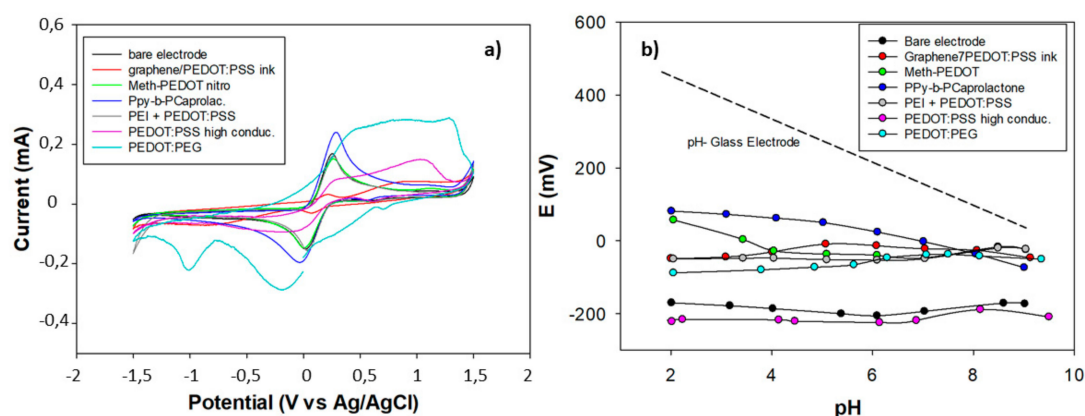 a)
bare electrode
graphene/PEDOT:PSS ink
Meth-PEDOT nitro
Ppy-b-PCaprolac.
PEI + PEDOT:PSS
PEDOT:PSS high conduc.
PEDOT:PEG
Current (mA)
0,6
0,4
0,2
0
-0,2
0,4
-2
-1,5
-1
-0,5
0
0,5
1
1,5
2
Potential (V vs Ag/AgCl)
b)
Bare electrode
Graphene7PEDOT:PSS ink
Meth-PEDOT
PPy-b-PCaprolactone
PEI + PEDOT:PSS
PEDOT:PSS high conduc.
PEDOT:PEG
pH- Glass Electrode
E (mV)
600
400
200
0
-200
2
4
6
8
10
pH